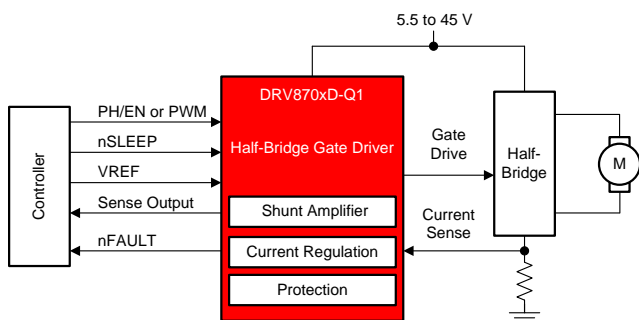 5.5 to 45 V
DRV870xD-Q1
Half-Bridge Gate Driver
Controller
PH/EN or PWM
nSLEEP
VREF
Sense Output
nFAULT
Shunt Amplifier
Current Regulation
Protection
Gate
Drive
Current
Sense
Half-
Bridge
M